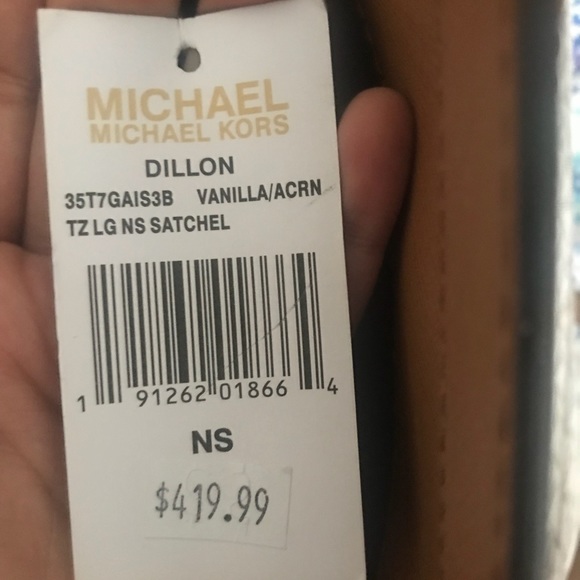 MICHAEL
MICHAEL KORS
DILLON
35T7GAIS3B VANILLA/ACRN
TZ LG NS SATCHEL
1 91262 01866 4
NS
$419.99